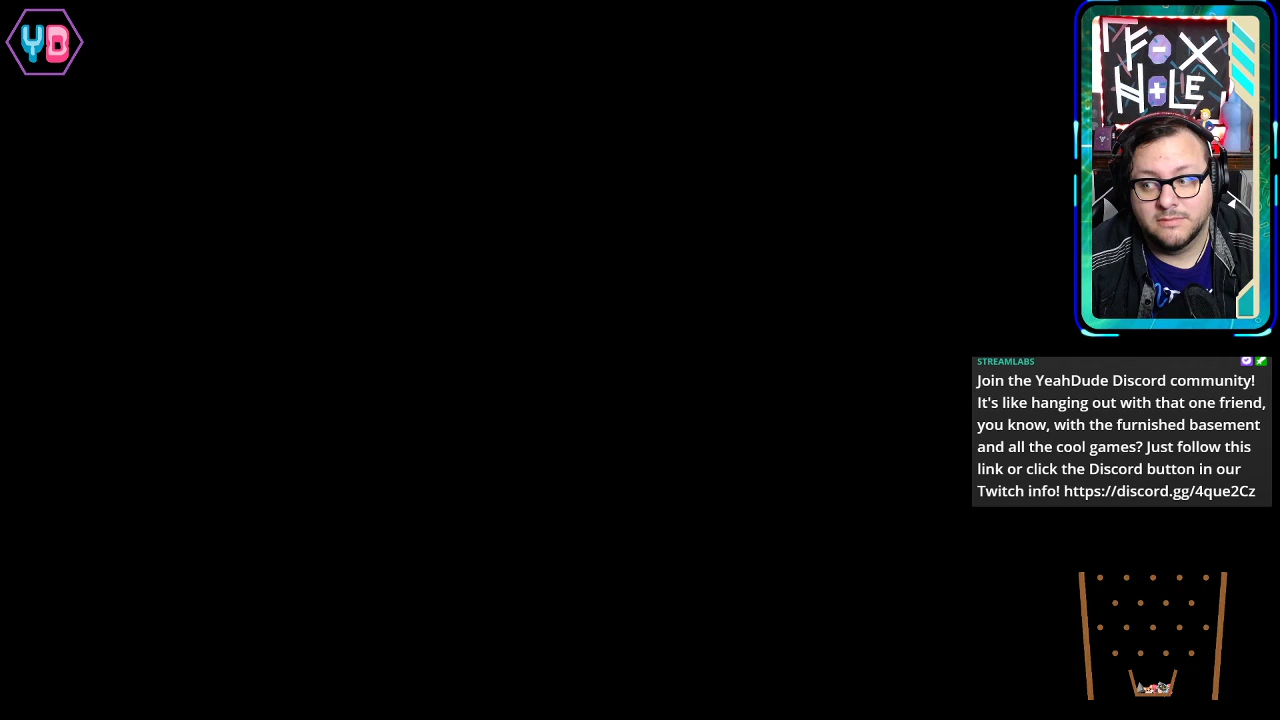 YD
F-X
H+LE
STREAMLABS
Join the YeahDude Discord community!
It's like hanging out with that one friend,
you know, with the furnished basement
and all the cool games? Just follow this
link or click the Discord button in our
Twitch info! https://discord.gg/4que2Cz